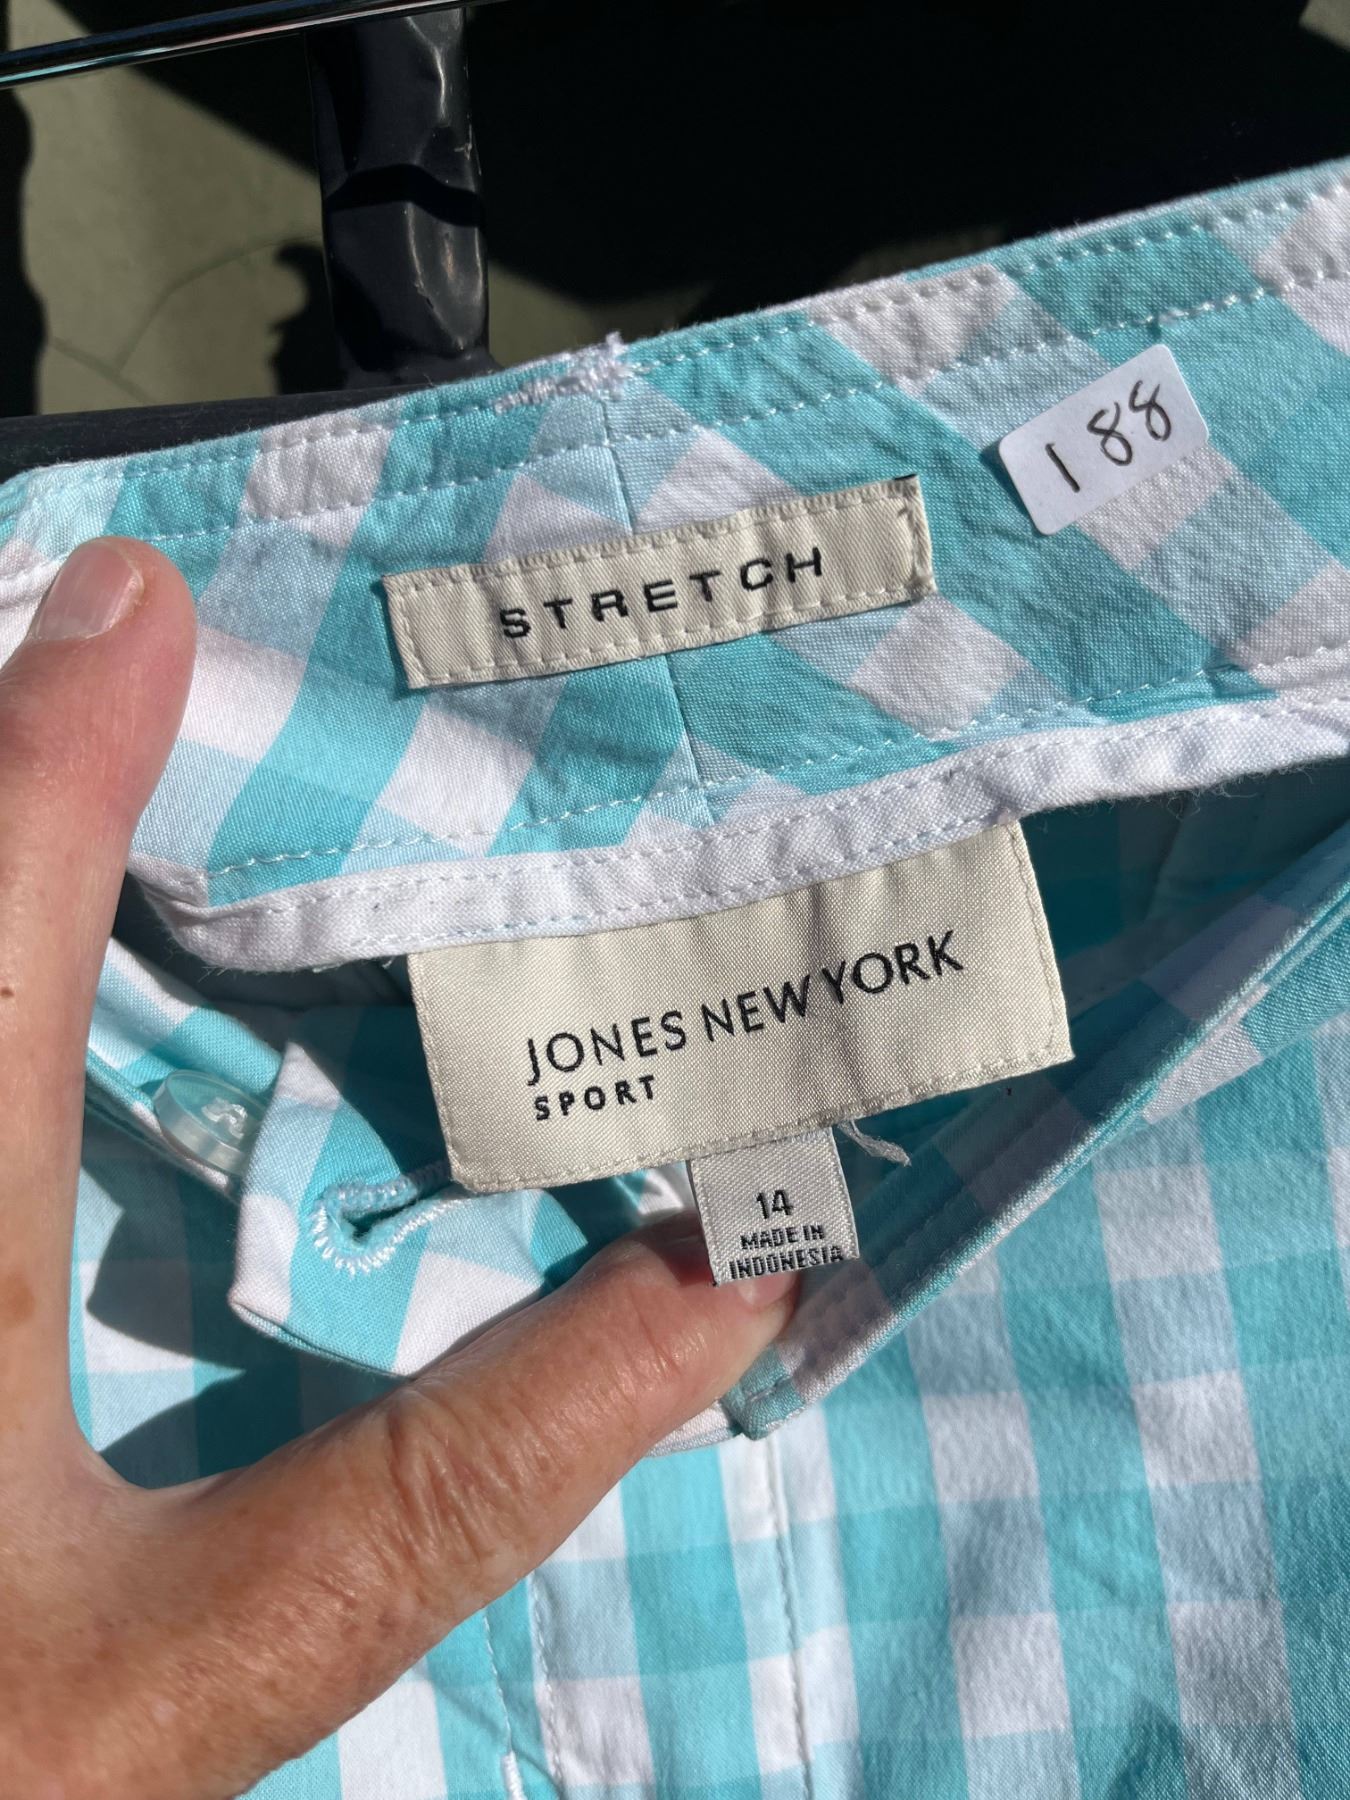 188
STRETCH
JONES NEW YORK
SPORT
14
MADE IN
INDONESIA